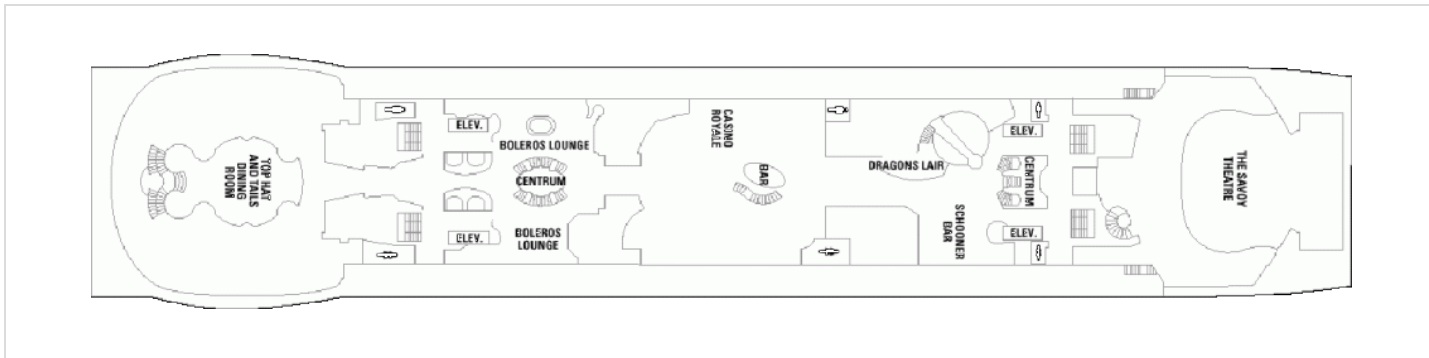 TOP HAT
AND TAILS
DINING
ROOM
ELEV.
ELEV.
BOLEROS LOUNGE
CENTRUM
BOLEROS
LOUNGE
CASINO
ROYALE
BAR
DRAGONS LAIR
SCHOONER
BAR
ELEV.
CEMTRUM
ELEV.
THE SAVOY
THEATRE